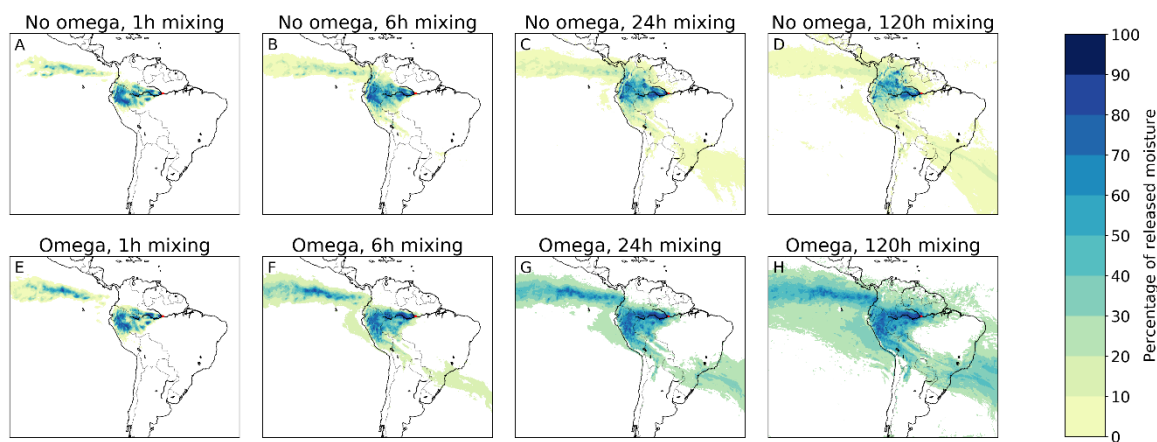 No omega, 1h mixing
No omega, 6h mixing
No omega, 24h mixing
No omega, 120h mixing
A
B
C
D
Omega, 1h mixing
Omega, 6h mixing
Omega, 24h mixing
Omega, 120h mixing
E
F
G
H
100
90
80
70
60
50
40
30
20
10
0
Percentage of released moisture